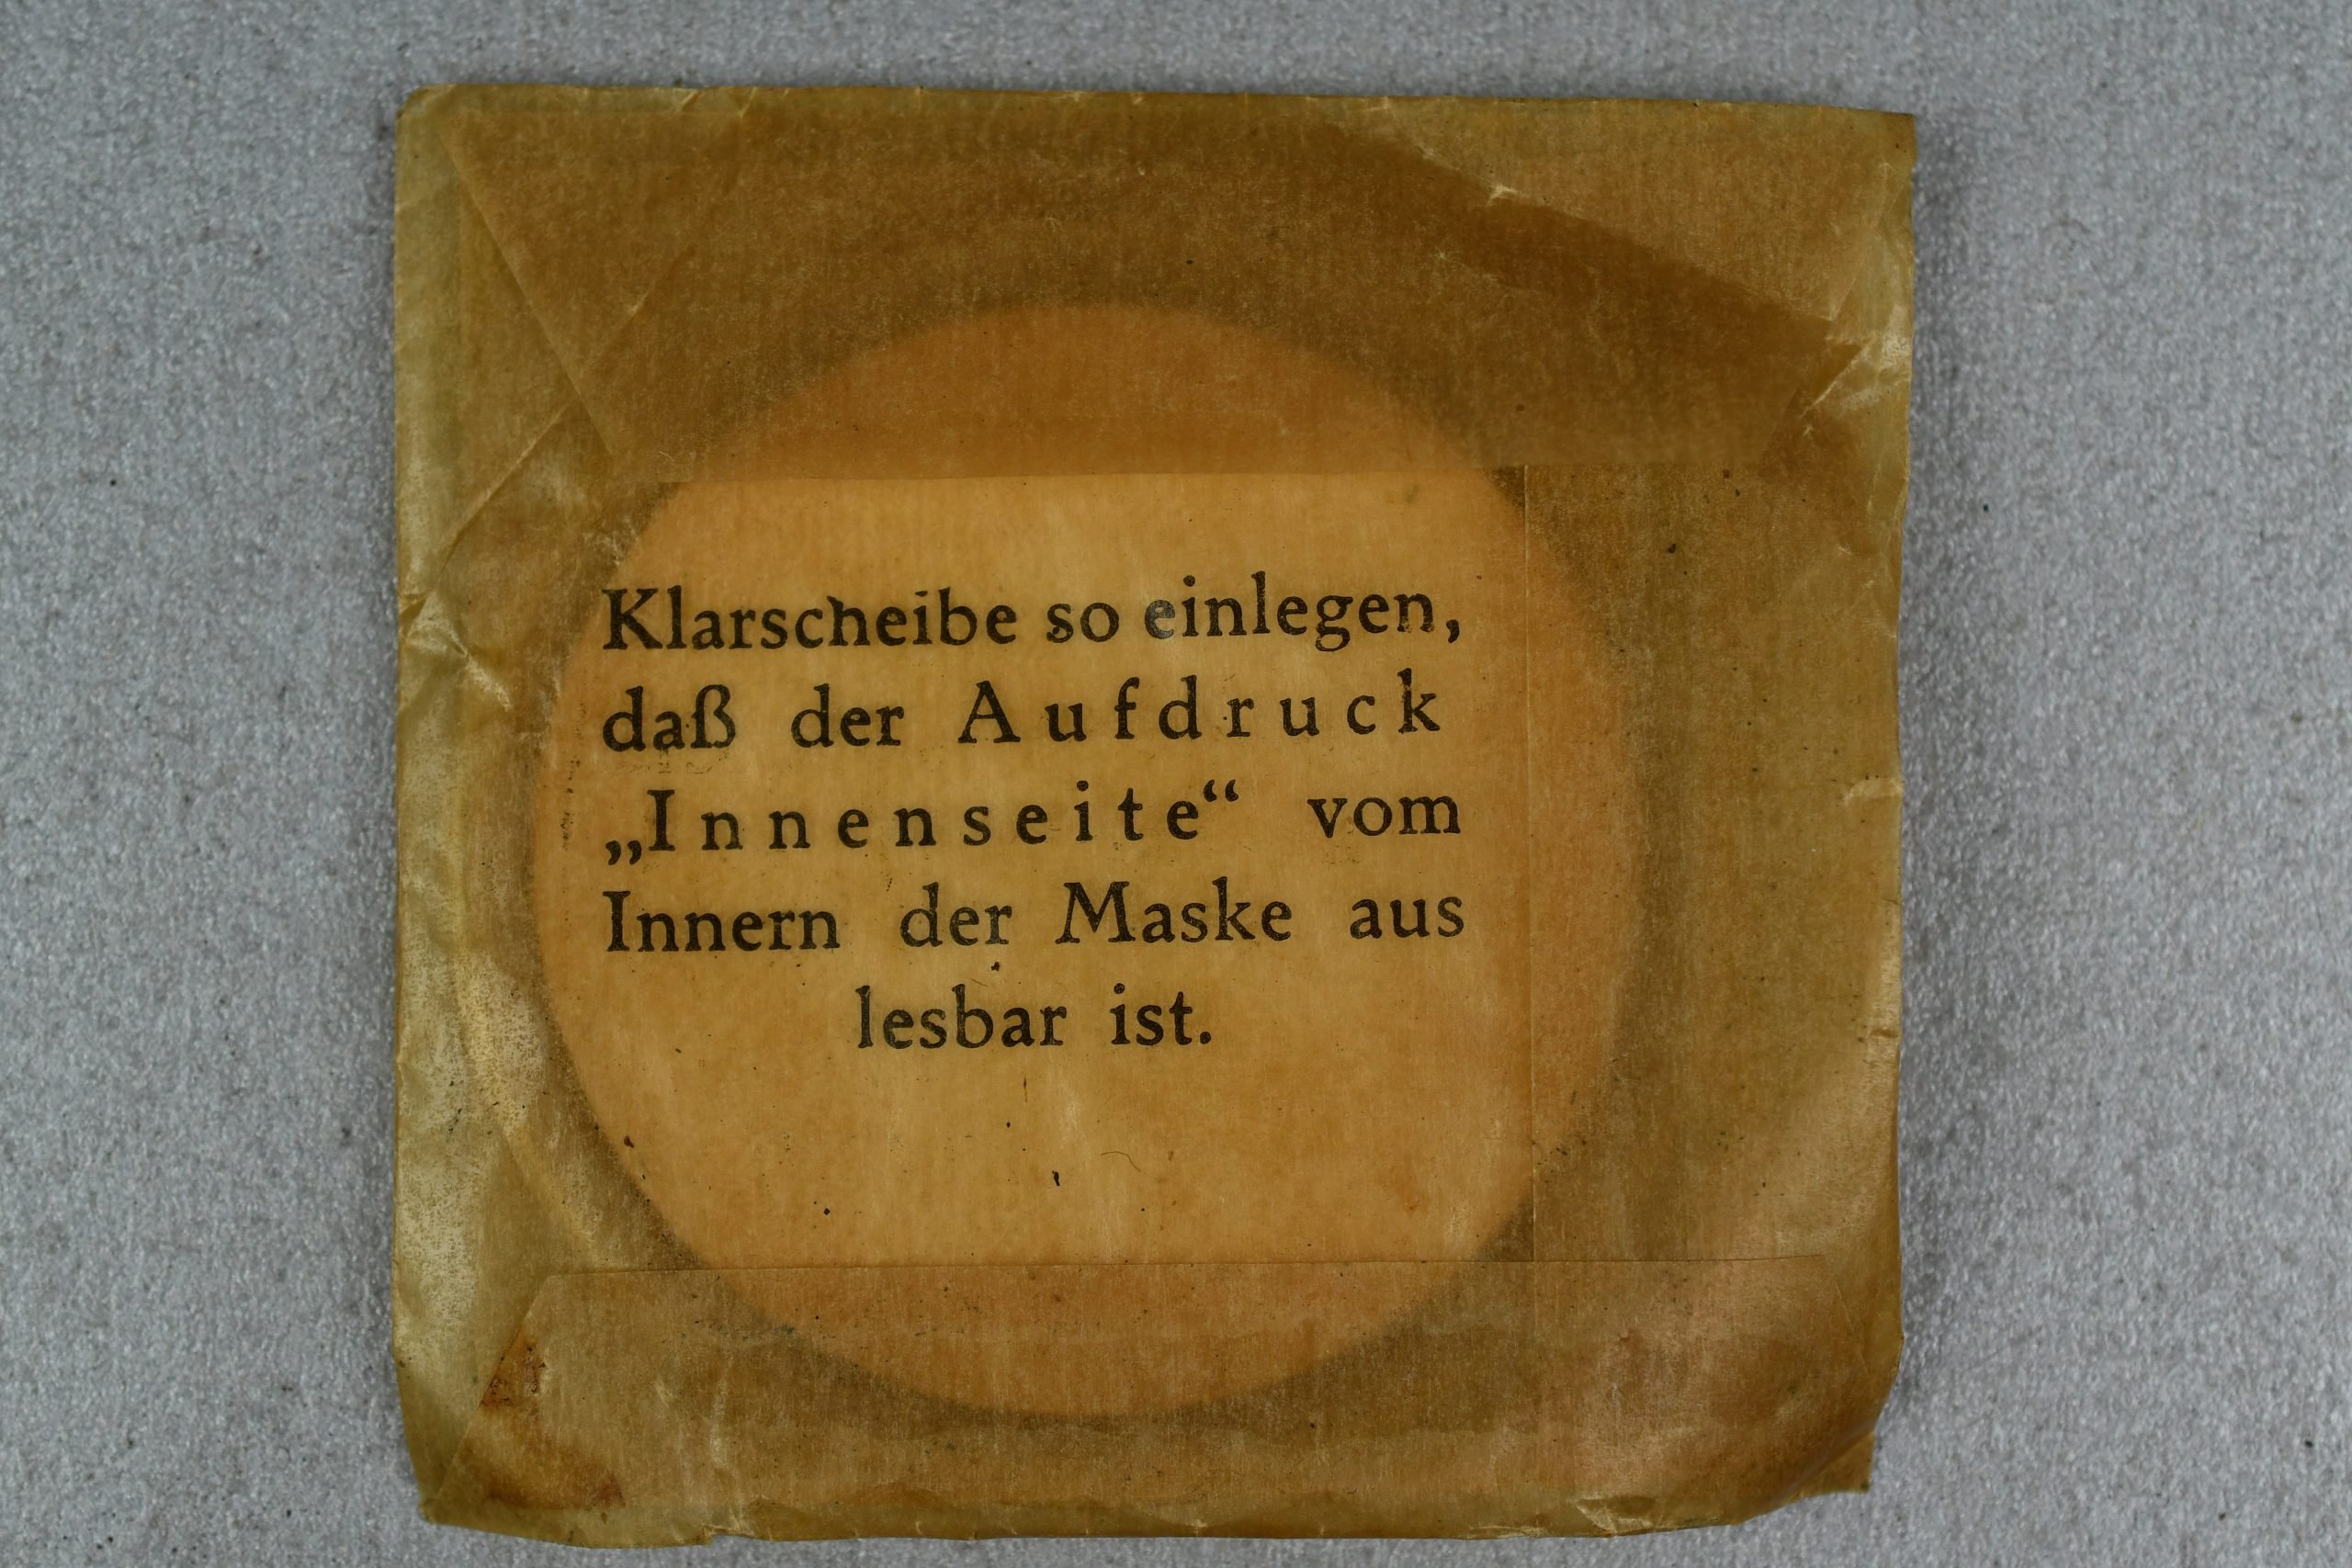 Klarscheibe so einlegen,
daß der Aufdruck
„Innenseite“ vom
Innern der Maske aus
lesbar ist.